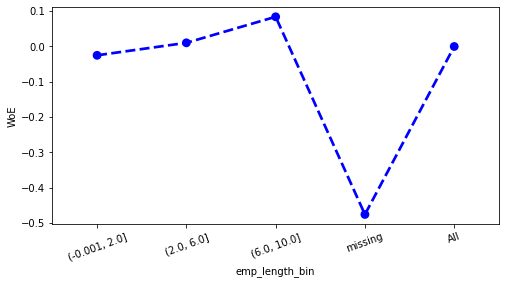 0.1
0.0
−0.1
−0.2
−0.3
−0.4
−0.5
WoE
(-0.001, 2.0]
(2.0, 6.0]
(6.0, 10.0]
missing
All
emp_length_bin